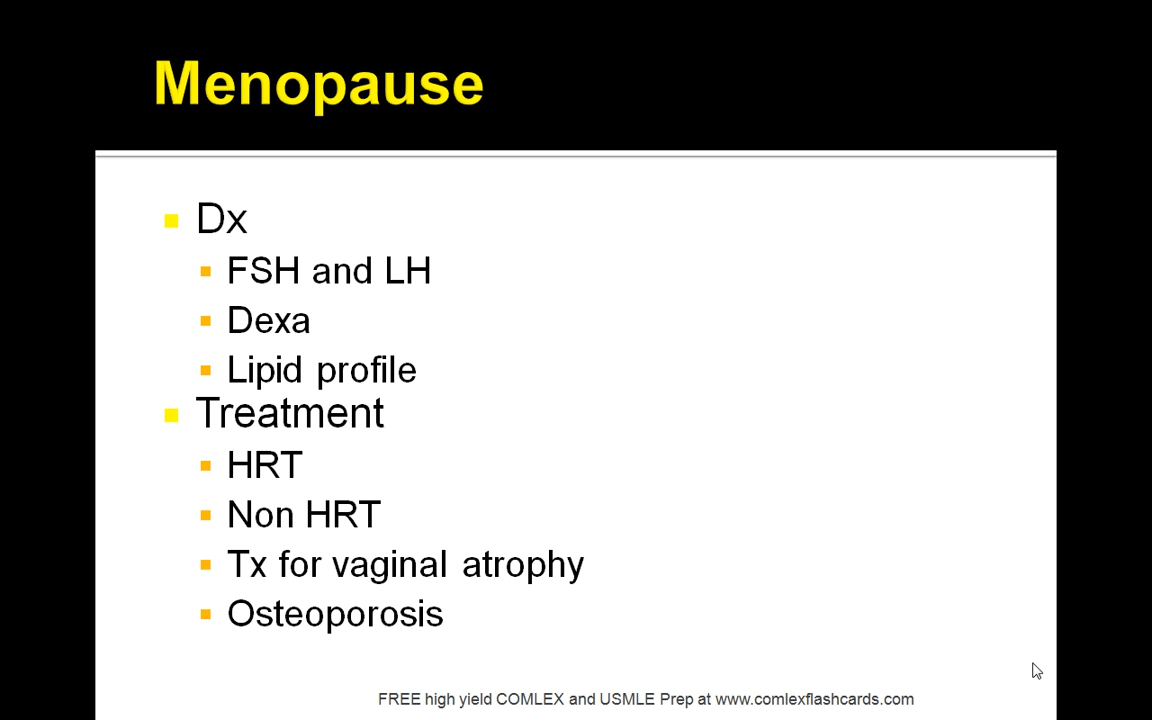 Menopause
Dx
FSH and LH
Dexa
Lipid profile
Treatment
HRT
Non HRT
Tx for vaginal atrophy
Osteoporosis
FREE high yield COMLEX and USMLE Prep at www.comlexflashcards.com